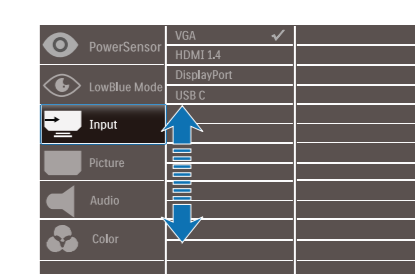 PowerSensor
LowBlue Mode
Input
Picture
Audio
Color
VGA
HDMI 1.4
DisplayPort
USB C